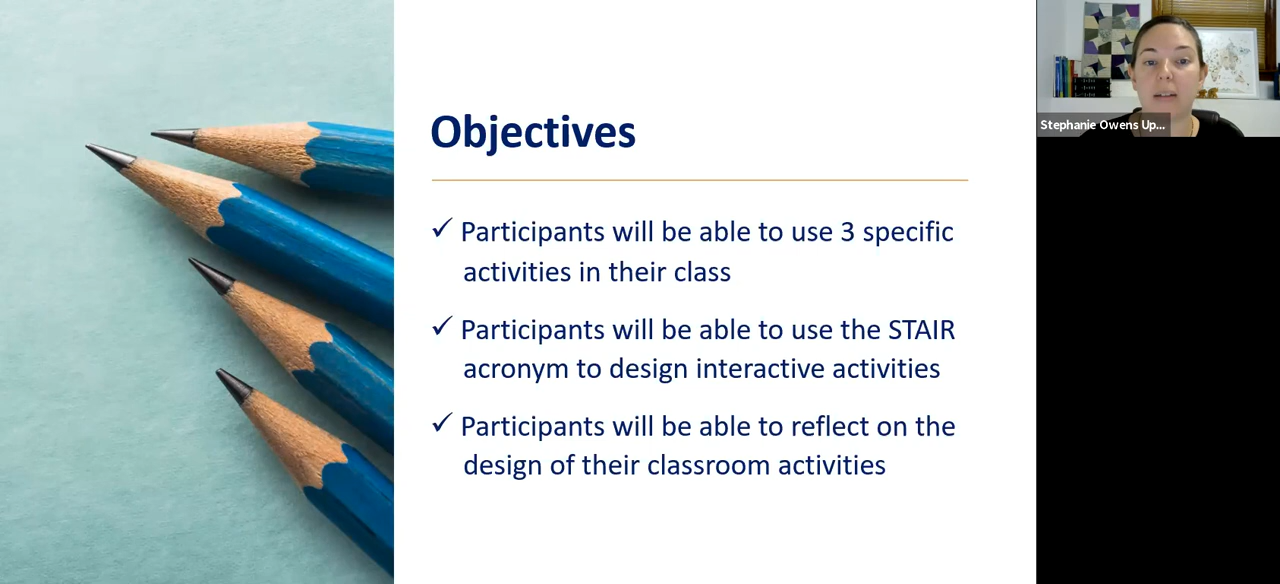 Objectives
✓ Participants will be able to use 3 specific
activities in their class
✓ Participants will be able to use the STAIR
acronym to design interactive activities
✓ Participants will be able to reflect on the
design of their classroom activities
Stephanie Owens Up...